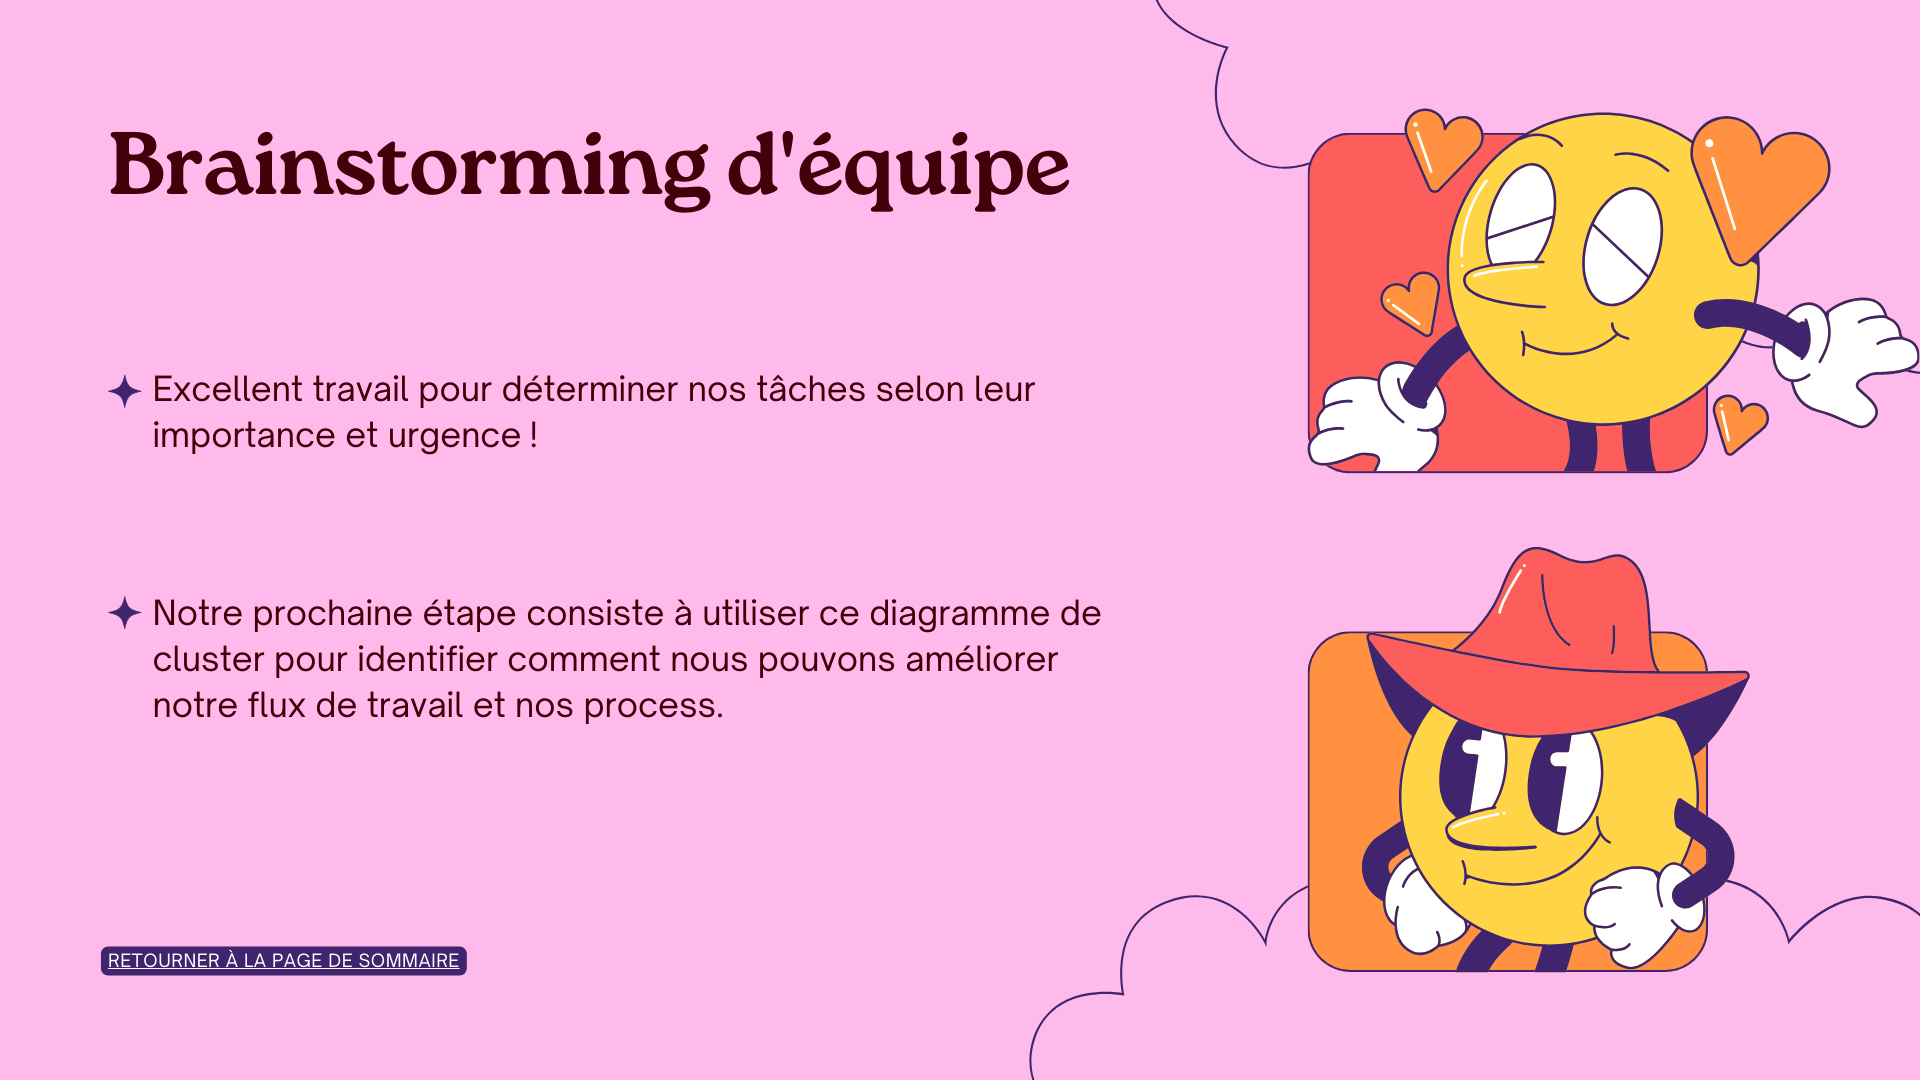 Brainstorming d'équipe
Excellent travail pour déterminer nos tâches selon leur
importance et urgence !
Notre prochaine étape consiste à utiliser ce diagramme de
cluster pour identifier comment nous pouvons améliorer
notre flux de travail et nos process.
RETOURNER À LA PAGE DE SOMMAIRE